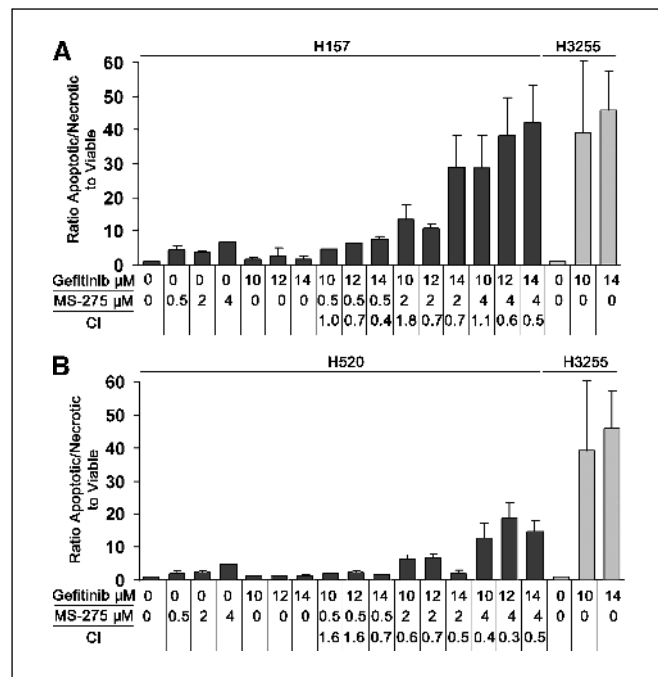 A
H157 H3255
Ratio Apoptotic/Necrotic
to Viable
60
50
40
30
20
10
0
Gefitinib µM 0 0 0 0 10 12 14 10 12 14 10 12 14 10 12 14 0 10 14
MS-275 µM 0 0.5 2 4 0 0 0 0.5 0.5 0.5 2 2 2 4 4 4 0 0 0
CI 1.0 0.7 0.4 1.8 0.7 0.7 1.1 0.6 0.5
B
H520 H3255
Ratio Apoptotic/Necrotic
to Viable
60
50
40
30
20
10
0
Gefitinib µM 0 0 0 0 10 12 14 10 12 14 10 12 14 10 12 14 0 10 14
MS-275 µM 0 0.5 2 4 0 0 0 0.5 0.5 0.5 2 2 2 4 4 4 0 0 0
CI 1.6 1.6 0.7 0.6 0.7 0.5 0.4 0.3 0.5